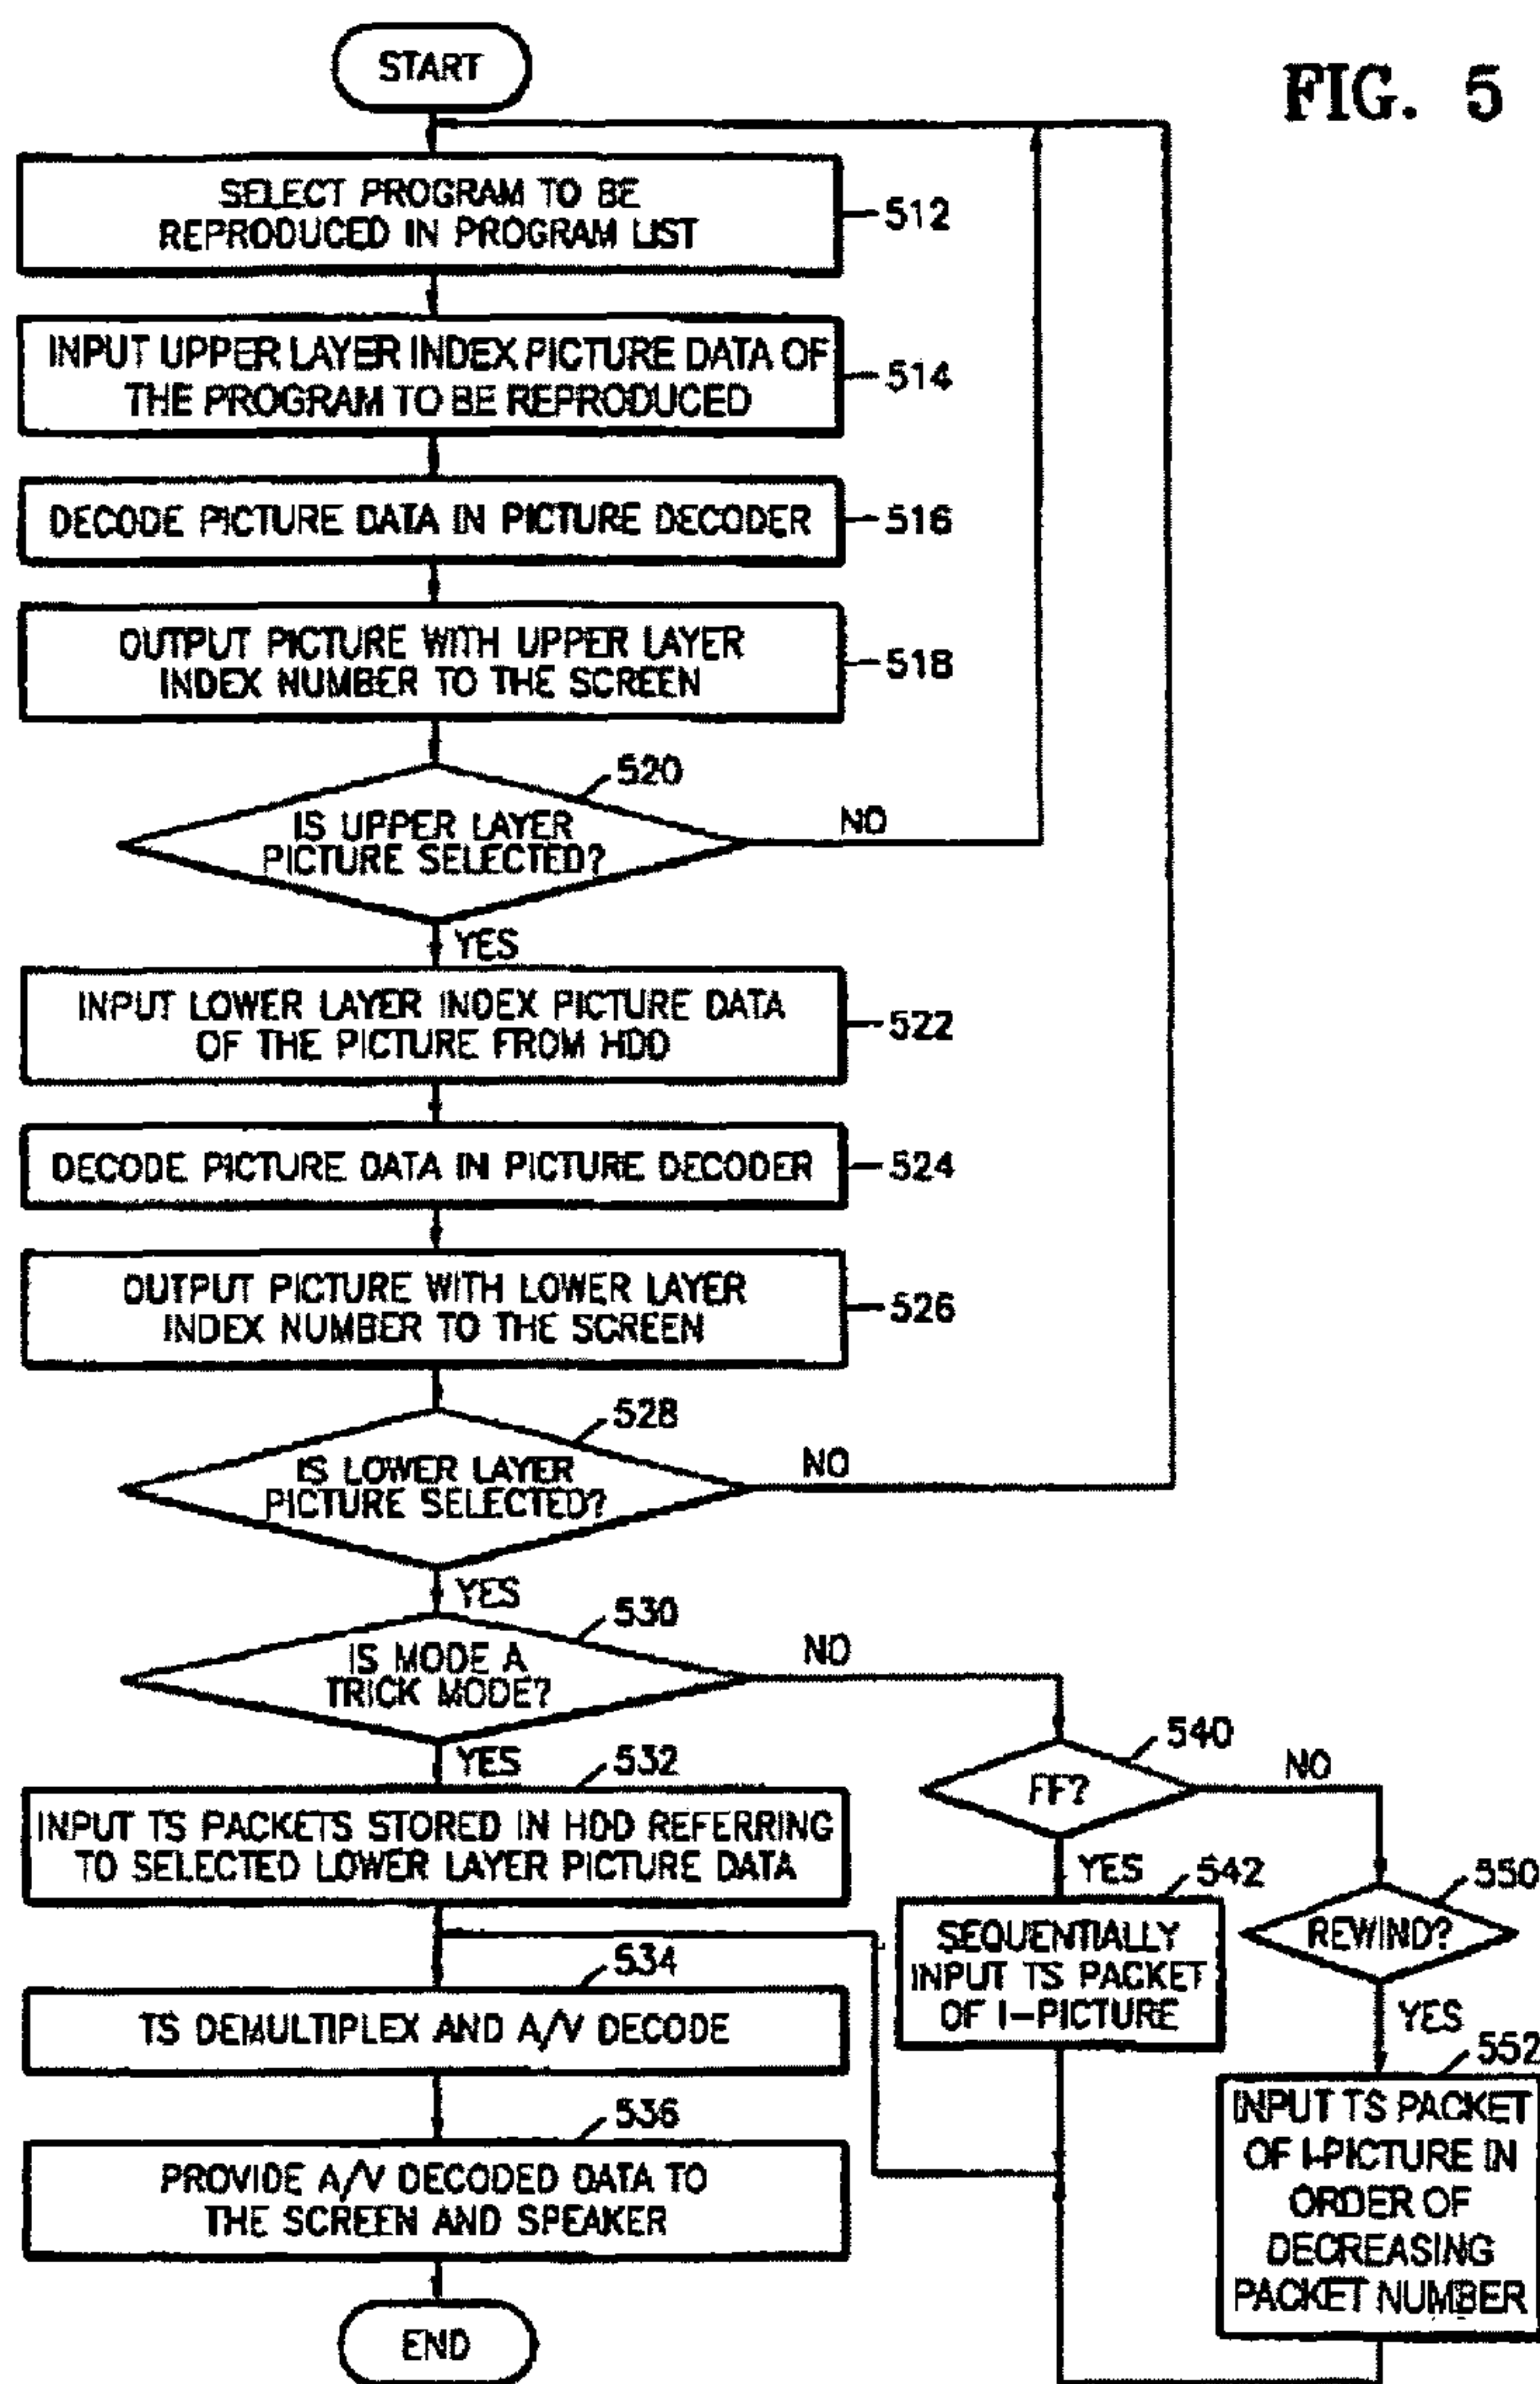 FIG. 5
START
SELECT PROGRAM TO BE
REPRODUCED IN PROGRAM LIST
512
INPUT UPPER LAYER INDEX PICTURE DATA OF
THE PROGRAM TO BE REPRODUCED
514
DECODE PICTURE DATA IN PICTURE DECODER
516
OUTPUT PICTURE WITH UPPER LAYER
INDEX NUMBER TO THE SCREEN
518
520
IS UPPER LAYER
PICTURE SELECTED?
NO
YES
INPUT LOWER LAYER INDEX PICTURE DATA
OF THE PICTURE FROM HDD
522
DECODE PICTURE DATA IN PICTURE DECODER
524
OUTPUT PICTURE WITH LOWER LAYER
INDEX NUMBER TO THE SCREEN
526
528
IS LOWER LAYER
PICTURE SELECTED?
NO
YES
530
IS MODE A
TRICK MODE?
NO
YES
532
INPUT TS PACKETS STORED IN HDD REFERRING
TO SELECTED LOWER LAYER PICTURE DATA
534
TS DEMULTIPLEX AND A/V DECODE
536
PROVIDE A/V DECODED DATA TO
THE SCREEN AND SPEAKER
END
540
FF?
NO
YES
542
SEQUENTIALLY
INPUT TS PACKET
OF I-PICTURE
550
REWIND?
YES
552
INPUT TS PACKET
OF I-PICTURE IN
ORDER OF
DECREASING
PACKET NUMBER